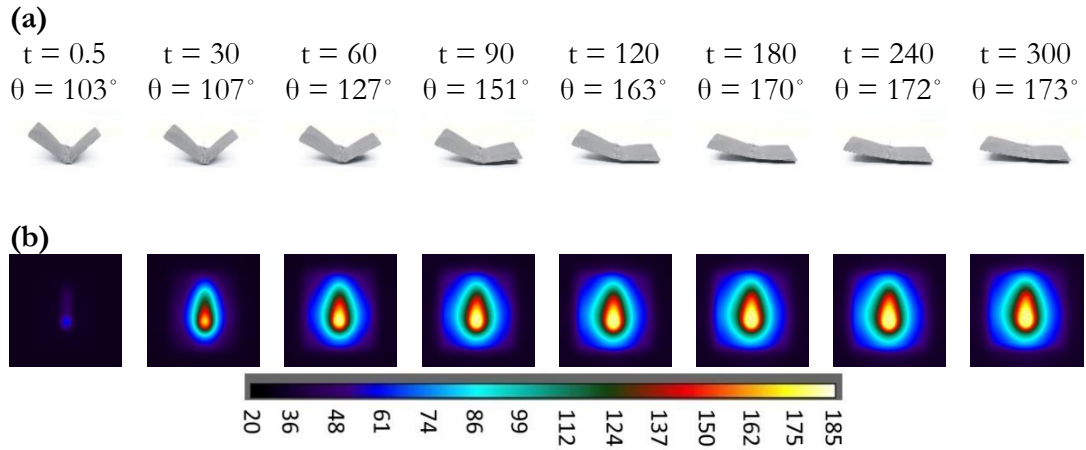 (a)
t = 0.5 t = 30 t = 60 t = 90 t = 120 t = 180 t = 240 t = 300
θ = 103° θ = 107° θ = 127° θ = 151° θ = 163° θ = 170° θ = 172° θ = 173°
(b)
20 36 48 61 74 86 99 112 124 137 150 162 175 185